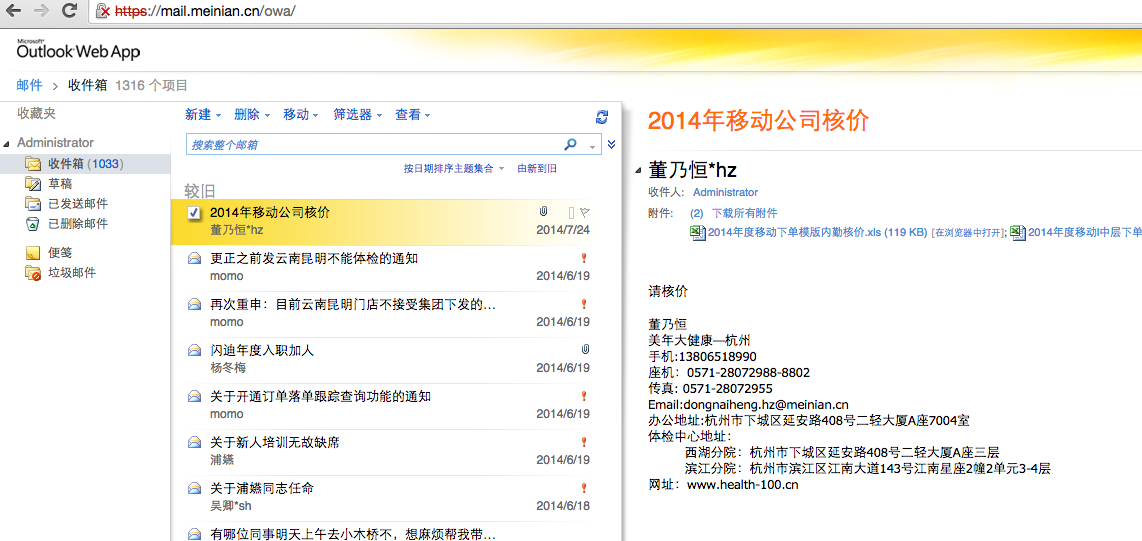 https://mail.meinian.cn/owa/
Microsoft®
Outlook Web App
邮件 > 收件箱 1316 个项目
收藏夹
Administrator
收件箱 (1033)
草稿
已发送邮件
已删除邮件
便笺
垃圾邮件
新建 删除 移动 筛选器 查看
搜索整个邮箱
按日期排序主题集合 由新到旧
较旧
2014年移动公司核价
董乃恒*hz 2014/7/24
更正之前发云南昆明不能体检的通知
momo 2014/6/19
再次重申：目前云南昆明门店不接受集团下发的...
momo 2014/6/19
闪迪年度入职加人
杨冬梅 2014/6/19
关于开通订单落单跟踪查询功能的通知
momo 2014/6/19
关于新人培训无故缺席
浦嬿 2014/6/19
关于浦嬿同志任命
吴卿*sh 2014/6/18
有哪位同事明天上午去小木桥不，想麻烦帮我带...
2014年移动公司核价
董乃恒*hz
收件人: Administrator
附件: (2) 下载所有附件
2014年度移动下单模版内勤核价.xls (119 KB) [在浏览器中打开]; 2014年度移动I中层下单
请核价
董乃恒
美年大健康—杭州
手机:13806518990
座机：0571-28072988-8802
传真: 0571-28072955
Email:dongnaiheng.hz@meinian.cn
办公地址:杭州市下城区延安路408号二轻大厦A座7004室
体检中心地址：
西湖分院：杭州市下城区延安路408号二轻大厦A座三层
滨江分院：杭州市滨江区江南大道143号江南星座2幢2单元3-4层
网址：www.health-100.cn